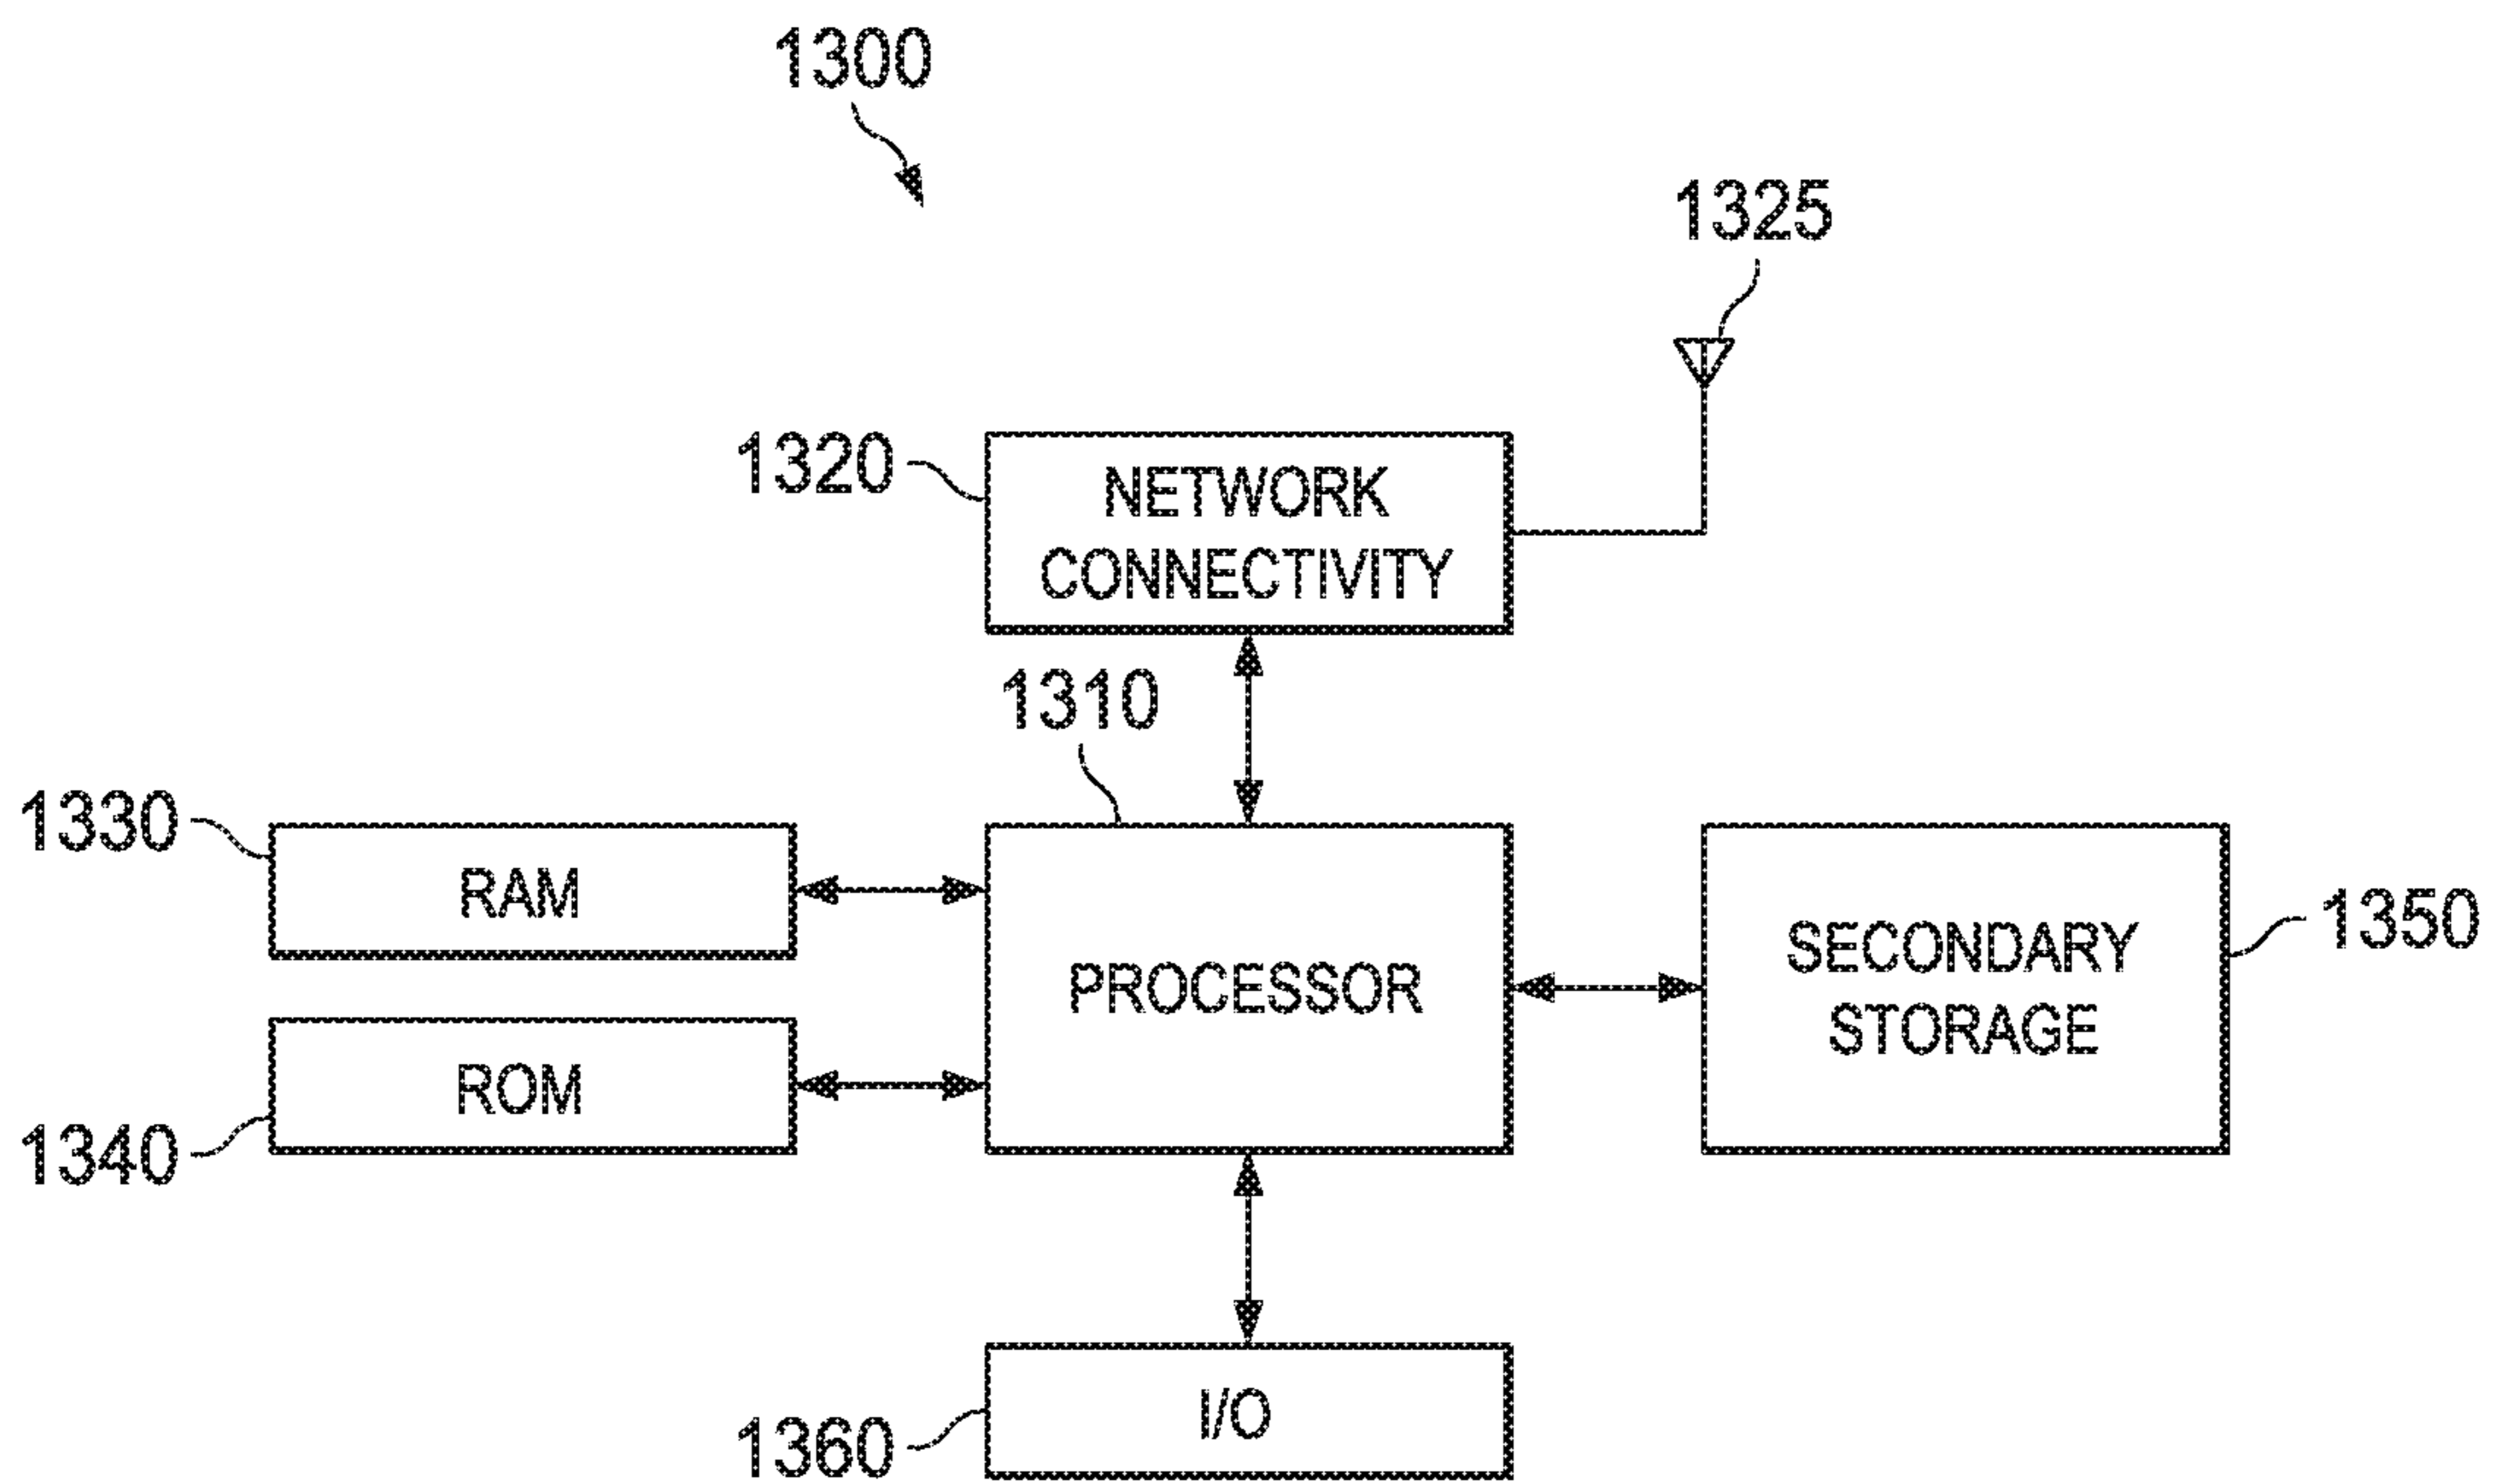 1300
1325
1320
NETWORK
CONNECTIVITY
1310
1330
RAM
PROCESSOR
SECONDARY
STORAGE
1350
ROM
1340
I/O
1360